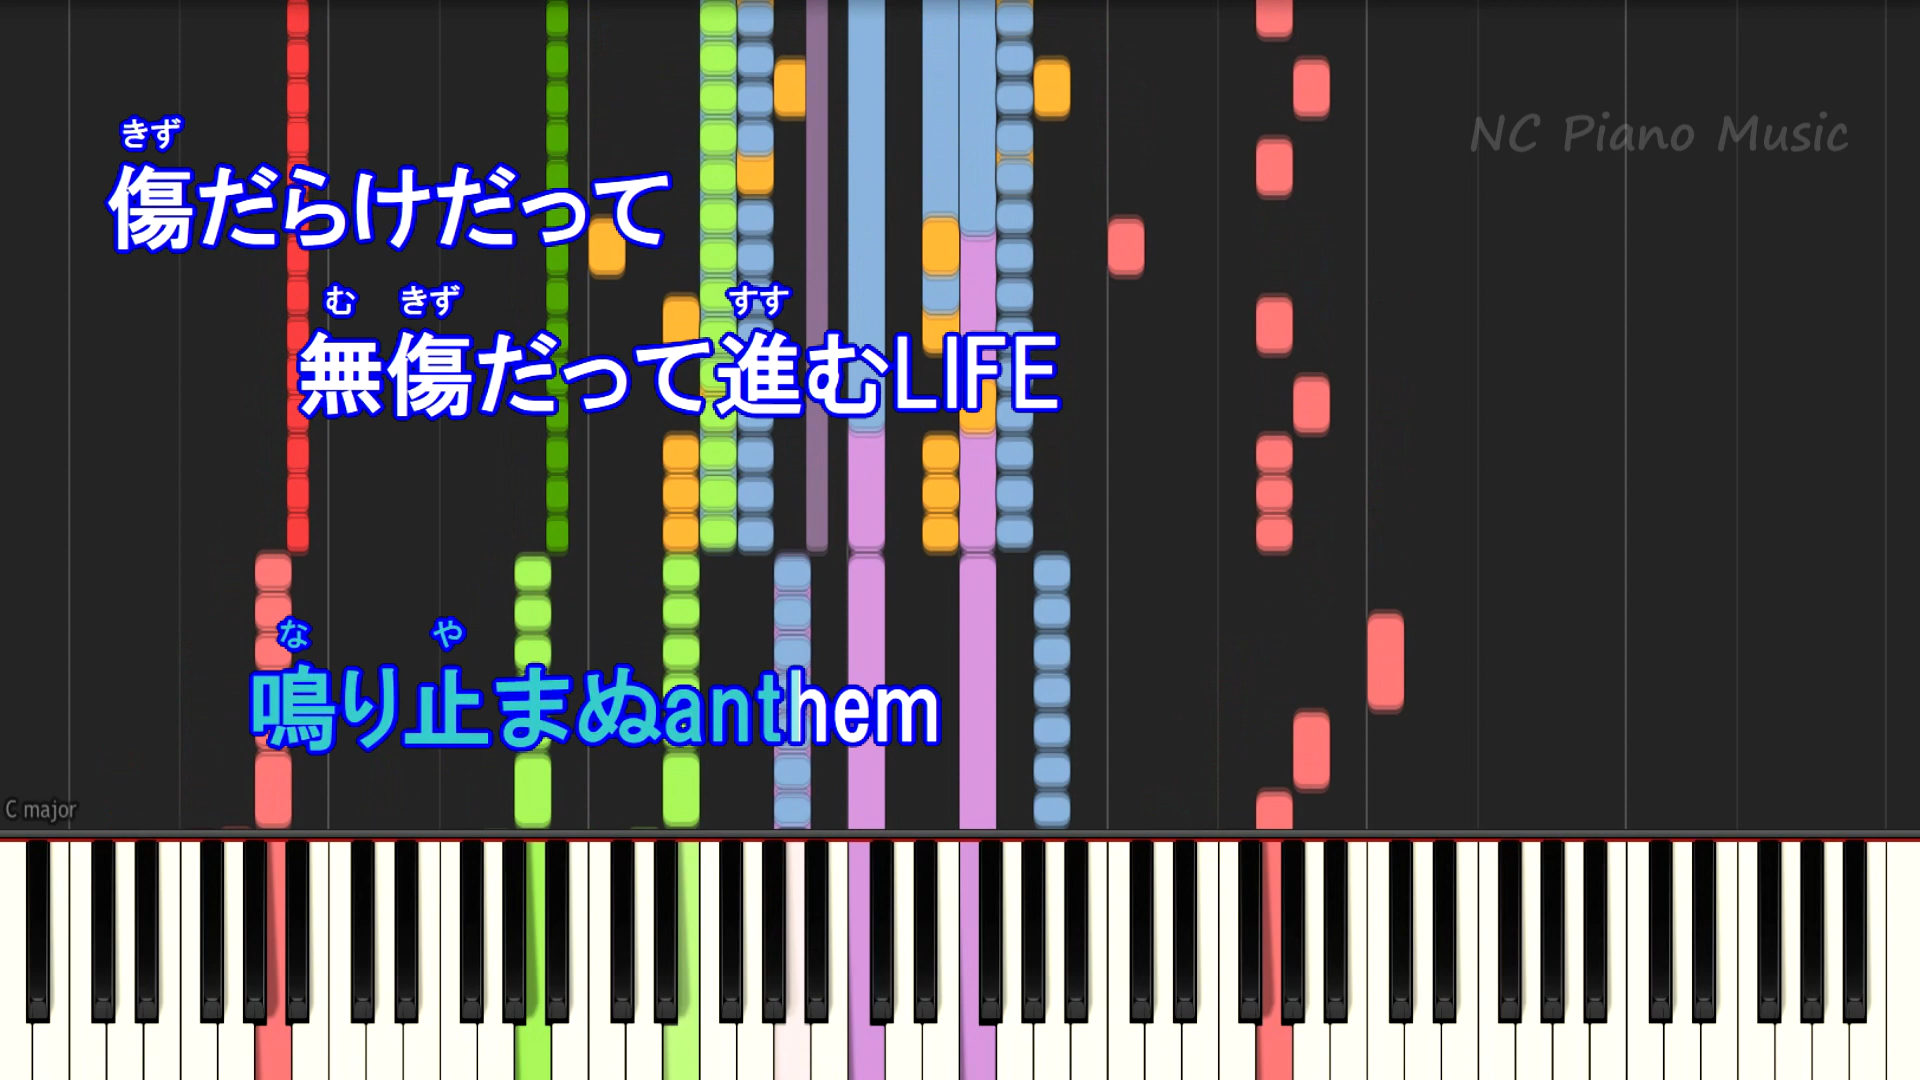 NC Piano Music
きず
傷だらけだって
む きず すす
無傷だって進むLIFE
な や
鳴り止まぬanthem
C major